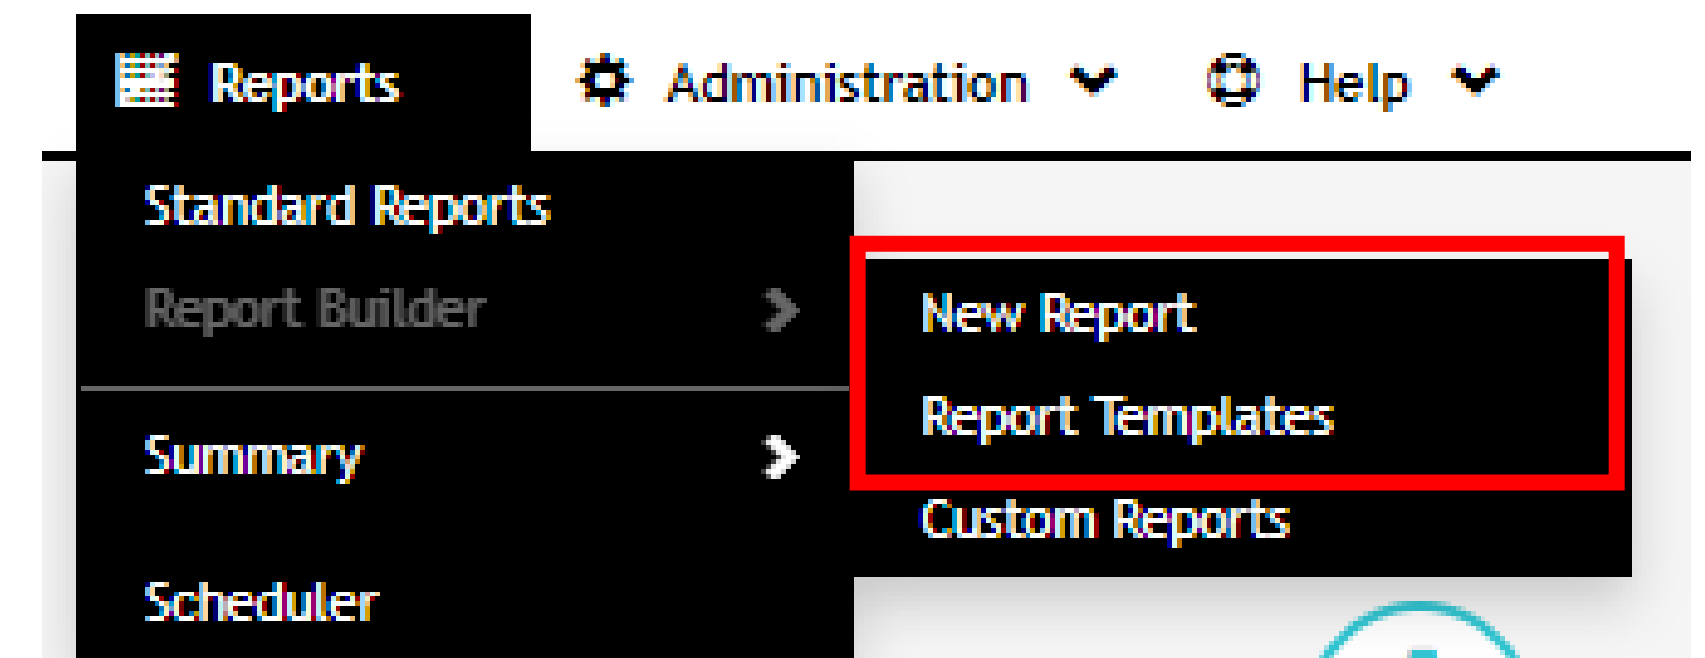 Reports Administration Help
Standard Reports
Report Builder
New Report
Report Templates
Custom Reports
Summary
Scheduler